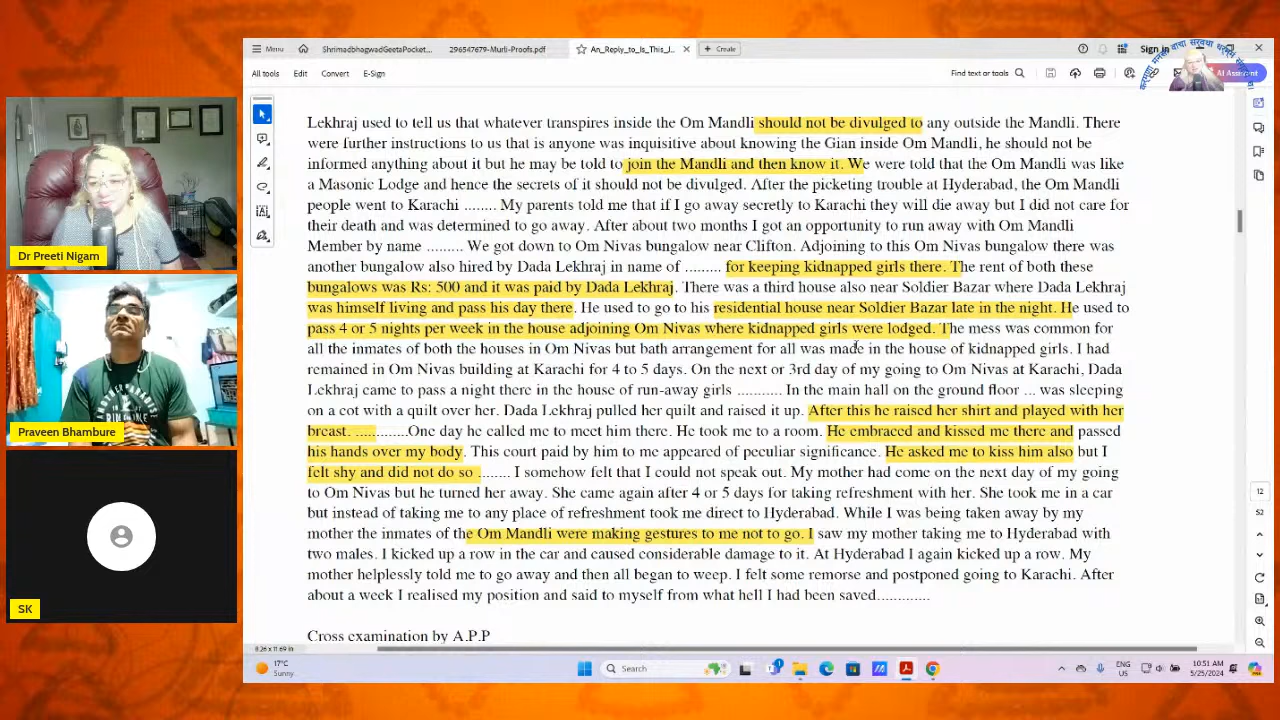 Menu
ShrimadbhagwadGeetaPocket...
296547679-Murli-Proofs.pdf
An_Reply_to_Is_This_J...
Create
Sign in
All tools
Edit
Convert
E-Sign
Find text or tools
AI Assistant
Lekhraj used to tell us that whatever transpires inside the Om Mandli should not be divulged to any outside the Mandli. There
were further instructions to us that is anyone was inquisitive about knowing the Gian inside Om Mandli, he should not be
informed anything about it but he may be told to join the Mandli and then know it. We were told that the Om Mandli was like
a Masonic Lodge and hence the secrets of it should not be divulged. After the picketing trouble at Hyderabad, the Om Mandli
people went to Karachi ........ My parents told me that if I go away secretly to Karachi they will die away but I did not care for
their death and was determined to go away. After about two months I got an opportunity to run away with Om Mandli
Member by name ......... We got down to Om Nivas bungalow near Clifton. Adjoining to this Om Nivas bungalow there was
another bungalow also hired by Dada Lekhraj in name of ......... for keeping kidnapped girls there. The rent of both these
bungalows was Rs: 500 and it was paid by Dada Lekhraj. There was a third house also near Soldier Bazar where Dada Lekhraj
was himself living and pass his day there. He used to go to his residential house near Soldier Bazar late in the night. He used to
pass 4 or 5 nights per week in the house adjoining Om Nivas where kidnapped girls were lodged. The mess was common for
all the inmates of both the houses in Om Nivas but bath arrangement for all was made in the house of kidnapped girls. I had
remained in Om Nivas building at Karachi for 4 to 5 days. On the next or 3rd day of my going to Om Nivas at Karachi, Dada
Lekhraj came to pass a night there in the house of run-away girls ........... In the main hall on the ground floor ... was sleeping
on a cot with a quilt over her. Dada Lekhraj pulled her quilt and raised it up. After this he raised her shirt and played with her
breast. .............One day he called me to meet him there. He took me to a room. He embraced and kissed me there and passed
his hands over my body. This court paid by him to me appeared of peculiar significance. He asked me to kiss him also but I
felt shy and did not do so ........ I somehow felt that I could not speak out. My mother had come on the next day of my going
to Om Nivas but he turned her away. She came again after 4 or 5 days for taking refreshment with her. She took me in a car
but instead of taking me to any place of refreshment took me direct to Hyderabad. While I was being taken away by my
mother the inmates of the Om Mandli were making gestures to me not to go. I saw my mother taking me to Hyderabad with
two males. I kicked up a row in the car and caused considerable damage to it. At Hyderabad I again kicked up a row. My
mother helplessly told me to go away and then all began to weep. I felt some remorse and postponed going to Karachi. After
about a week I realised my position and said to myself from what hell I had been saved.............
Cross examination by A.P.P
12
52
8.26 x 11.69 in
Dr Preeti Nigam
Praveen Bhambure
SK
17°C
Sunny
Search
ENG
US
10:51 AM
5/25/2024